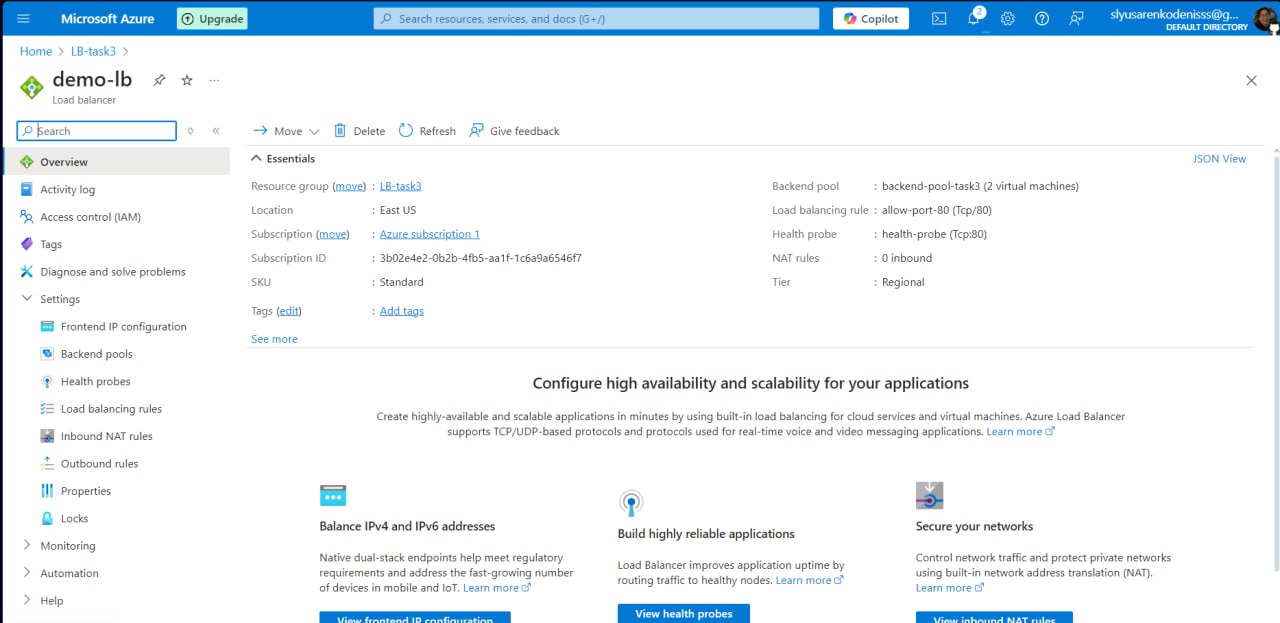 Microsoft Azure
Upgrade
Search resources, services, and docs (G+/)
Copilot
2
slyusarenkodenisss@g...
DEFAULT DIRECTORY
Home > LB-task3 >
demo-lb
...
Load balancer
Search
Move
Delete
Refresh
Give feedback
Overview
Activity log
Access control (IAM)
Tags
Diagnose and solve problems
Settings
Frontend IP configuration
Backend pools
Health probes
Load balancing rules
Inbound NAT rules
Outbound rules
Properties
Locks
Monitoring
Automation
Help
Essentials
JSON View
Resource group (move) : LB-task3
Location : East US
Subscription (move) : Azure subscription 1
Subscription ID : 3b02e4e2-0b2b-4fb5-aa1f-1c6a9a6546f7
SKU : Standard
Tags (edit) : Add tags
See more
Backend pool : backend-pool-task3 (2 virtual machines)
Load balancing rule : allow-port-80 (Tcp/80)
Health probe : health-probe (Tcp:80)
NAT rules : 0 inbound
Tier : Regional
Configure high availability and scalability for your applications
Create highly-available and scalable applications in minutes by using built-in load balancing for cloud services and virtual machines. Azure Load Balancer
supports TCP/UDP-based protocols and protocols used for real-time voice and video messaging applications. Learn more
Balance IPv4 and IPv6 addresses
Native dual-stack endpoints help meet regulatory
requirements and address the fast-growing number
of devices in mobile and IoT. Learn more
View frontend IP configuration
Build highly reliable applications
Load Balancer improves application uptime by
routing traffic to healthy nodes. Learn more
View health probes
Secure your networks
Control network traffic and protect private networks
using built-in network address translation (NAT).
Learn more
View inbound NAT rules